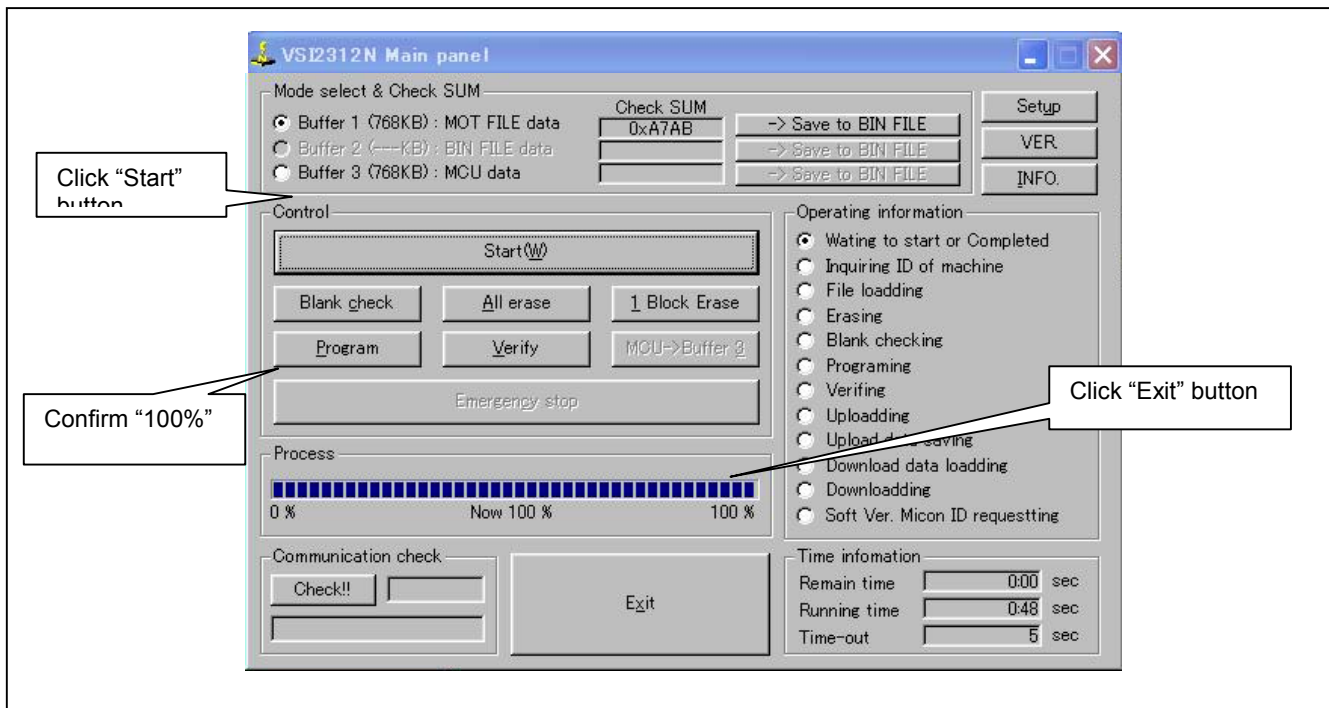 VSI2312N Main panel
Mode select & Check SUM
Check SUM
Buffer 1 (768KB) : MOT FILE data
0xA7AB
-> Save to BIN FILE
Buffer 2 (---KB) : BIN FILE data
-> Save to BIN FILE
Buffer 3 (768KB) : MCU data
-> Save to BIN FILE
Setup
VER.
INFO.
Click “Start”
button
Control
Start(W)
Blank check
All erase
1 Block Erase
Program
Verify
MCU->Buffer 3
Emergency stop
Confirm “100%”
Process
0 %
Now 100 %
100 %
Operating information
Wating to start or Completed
Inquiring ID of machine
File loadding
Erasing
Blank checking
Programing
Verifing
Uploadding
Upload data saving
Download data loadding
Downloadding
Soft Ver. Micon ID requestting
Click “Exit” button
Communication check
Check!!
Exit
Time infomation
Remain time 0:00 sec
Running time 0:48 sec
Time-out 5 sec